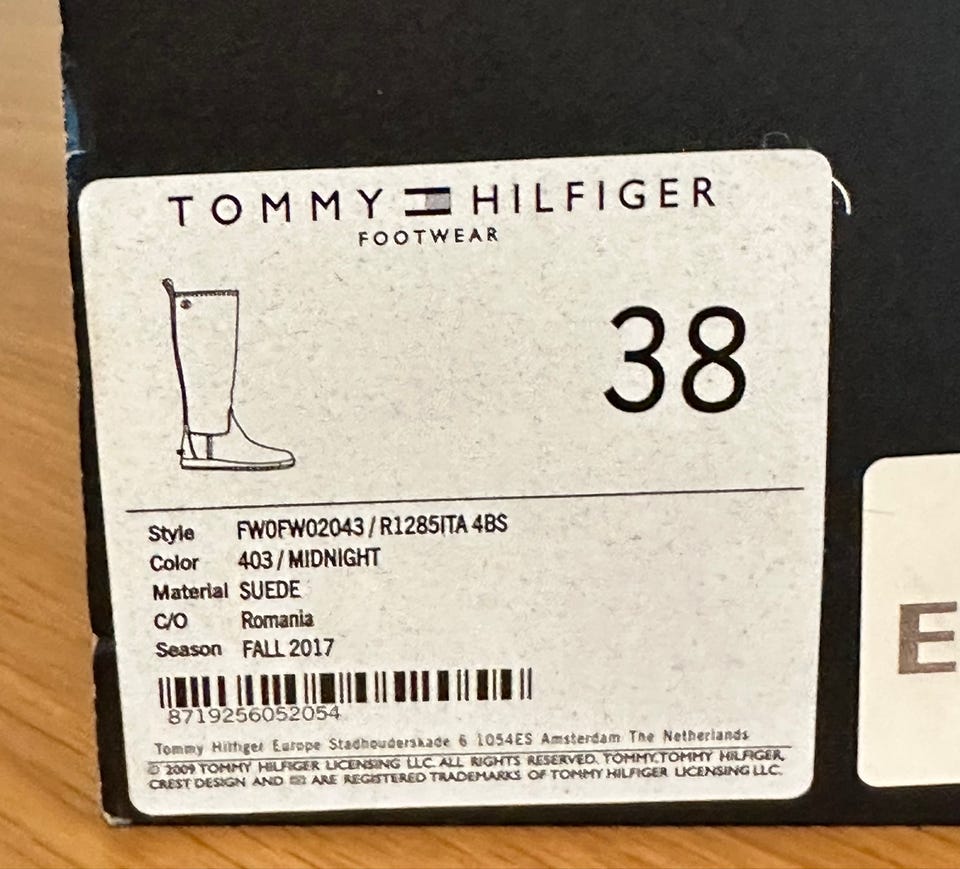 TOMMY HILFIGER
FOOTWEAR
38
Style FW0FW02043 / R1285ITA 4BS
Color 403 / MIDNIGHT
Material SUEDE
C/O Romania
Season FALL 2017
8719256052054
Tommy Hilfiger Europe Stadhouderskade 6 1054ES Amsterdam The Netherlands
© 2009 TOMMY HILFIGER LICENSING LLC. ALL RIGHTS RESERVED. TOMMY,TOMMY HILFIGER,
CREST DESIGN AND ARE REGISTERED TRADEMARKS OF TOMMY HILFIGER LICENSING LLC.
E